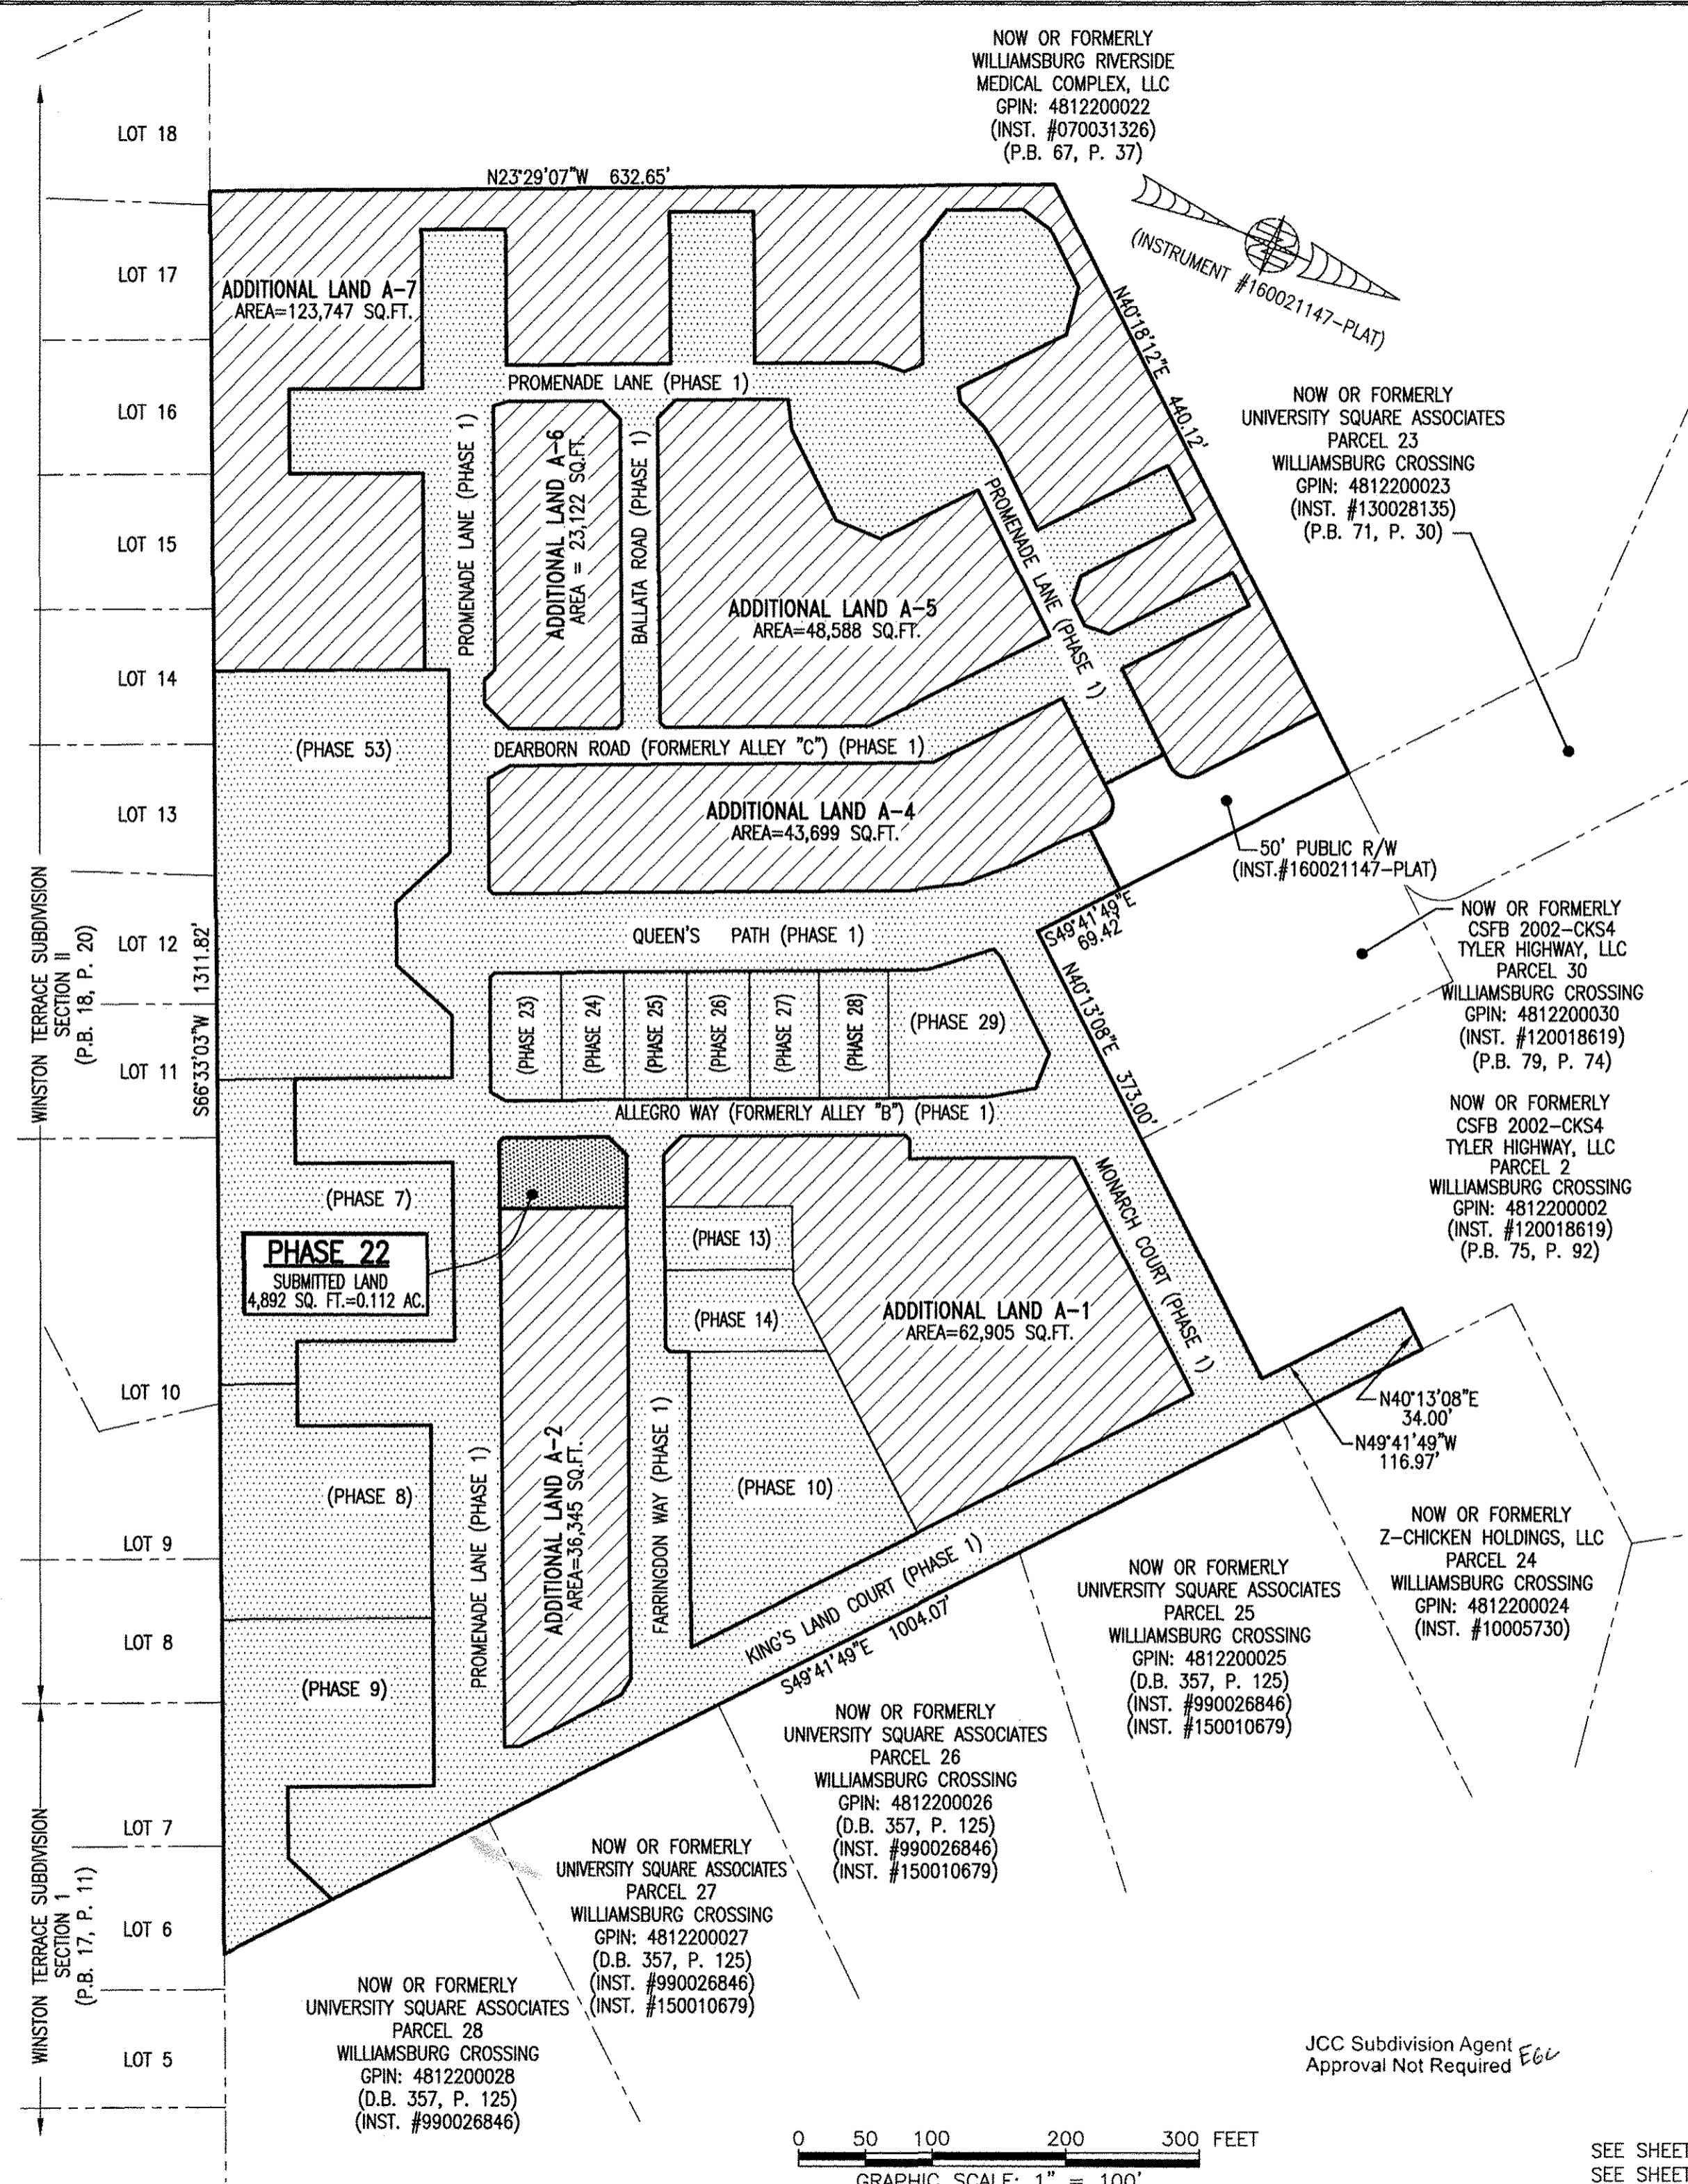 NOW OR FORMERLY
WILLIAMSBURG RIVERSIDE
MEDICAL COMPLEX, LLC
GPIN: 4812200022
(INST. #070031326)
(P.B. 67, P. 37)
LOT 18
N23°29'07"W 632.65'
(INSTRUMENT #160021147-PLAT)
LOT 17
ADDITIONAL LAND A-7
AREA=123,747 SQ.FT.
N40°18'12"E 440.12'
PROMENADE LANE (PHASE 1)
LOT 16
NOW OR FORMERLY
UNIVERSITY SQUARE ASSOCIATES
PARCEL 23
WILLIAMSBURG CROSSING
GPIN: 4812200023
(INST. #130028135)
(P.B. 71, P. 30)
PROMENADE LANE (PHASE 1)
ADDITIONAL LAND A-6
AREA = 23,122 SQ.FT.
BALLATA ROAD (PHASE 1)
PROMENADE LANE (PHASE 1)
LOT 15
ADDITIONAL LAND A-5
AREA=48,588 SQ.FT.
LOT 14
(PHASE 53)
DEARBORN ROAD (FORMERLY ALLEY "C") (PHASE 1)
LOT 13
ADDITIONAL LAND A-4
AREA=43,699 SQ.FT.
50' PUBLIC R/W
(INST.#160021147-PLAT)
WINSTON TERRACE SUBDIVISION
SECTION II
(P.B. 18, P. 20)
S66°33'03"W 1311.82'
LOT 12
QUEEN'S PATH (PHASE 1)
S49°41'49"E
69.42'
NOW OR FORMERLY
CSFB 2002-CKS4
TYLER HIGHWAY, LLC
PARCEL 30
WILLIAMSBURG CROSSING
GPIN: 4812200030
(INST. #120018619)
(P.B. 79, P. 74)
N40°13'08"E 373.00'
(PHASE 23)
(PHASE 24)
(PHASE 25)
(PHASE 26)
(PHASE 27)
(PHASE 28)
(PHASE 29)
LOT 11
ALLEGRO WAY (FORMERLY ALLEY "B") (PHASE 1)
NOW OR FORMERLY
CSFB 2002-CKS4
TYLER HIGHWAY, LLC
PARCEL 2
WILLIAMSBURG CROSSING
GPIN: 4812200002
(INST. #120018619)
(P.B. 75, P. 92)
(PHASE 7)
PHASE 22
SUBMITTED LAND
4,892 SQ. FT.=0.112 AC.
(PHASE 13)
(PHASE 14)
MONARCH COURT (PHASE 1)
ADDITIONAL LAND A-1
AREA=62,905 SQ.FT.
LOT 10
N40°13'08"E
34.00'
N49°41'49"W
116.97'
PROMENADE LANE (PHASE 1)
ADDITIONAL LAND A-2
AREA=36,345 SQ.FT.
FARRINGDON WAY (PHASE 1)
(PHASE 8)
(PHASE 10)
LOT 9
KING'S LAND COURT (PHASE 1)
S49°41'49"E 1004.07'
NOW OR FORMERLY
Z-CHICKEN HOLDINGS, LLC
PARCEL 24
WILLIAMSBURG CROSSING
GPIN: 4812200024
(INST. #10005730)
NOW OR FORMERLY
UNIVERSITY SQUARE ASSOCIATES
PARCEL 25
WILLIAMSBURG CROSSING
GPIN: 4812200025
(D.B. 357, P. 125)
(INST. #990026846)
(INST. #150010679)
LOT 8
(PHASE 9)
NOW OR FORMERLY
UNIVERSITY SQUARE ASSOCIATES
PARCEL 26
WILLIAMSBURG CROSSING
GPIN: 4812200026
(D.B. 357, P. 125)
(INST. #990026846)
(INST. #150010679)
LOT 7
WINSTON TERRACE SUBDIVISION
SECTION 1
(P.B. 17, P. 11)
NOW OR FORMERLY
UNIVERSITY SQUARE ASSOCIATES
PARCEL 27
WILLIAMSBURG CROSSING
GPIN: 4812200027
(D.B. 357, P. 125)
(INST. #990026846)
(INST. #150010679)
LOT 6
NOW OR FORMERLY
UNIVERSITY SQUARE ASSOCIATES
PARCEL 28
WILLIAMSBURG CROSSING
GPIN: 4812200028
(D.B. 357, P. 125)
(INST. #990026846)
LOT 5
JCC Subdivision Agent
Approval Not Required
0 50 100 200 300 FEET
GRAPHIC SCALE: 1" = 100'
SEE SHEET
SEE SHEET